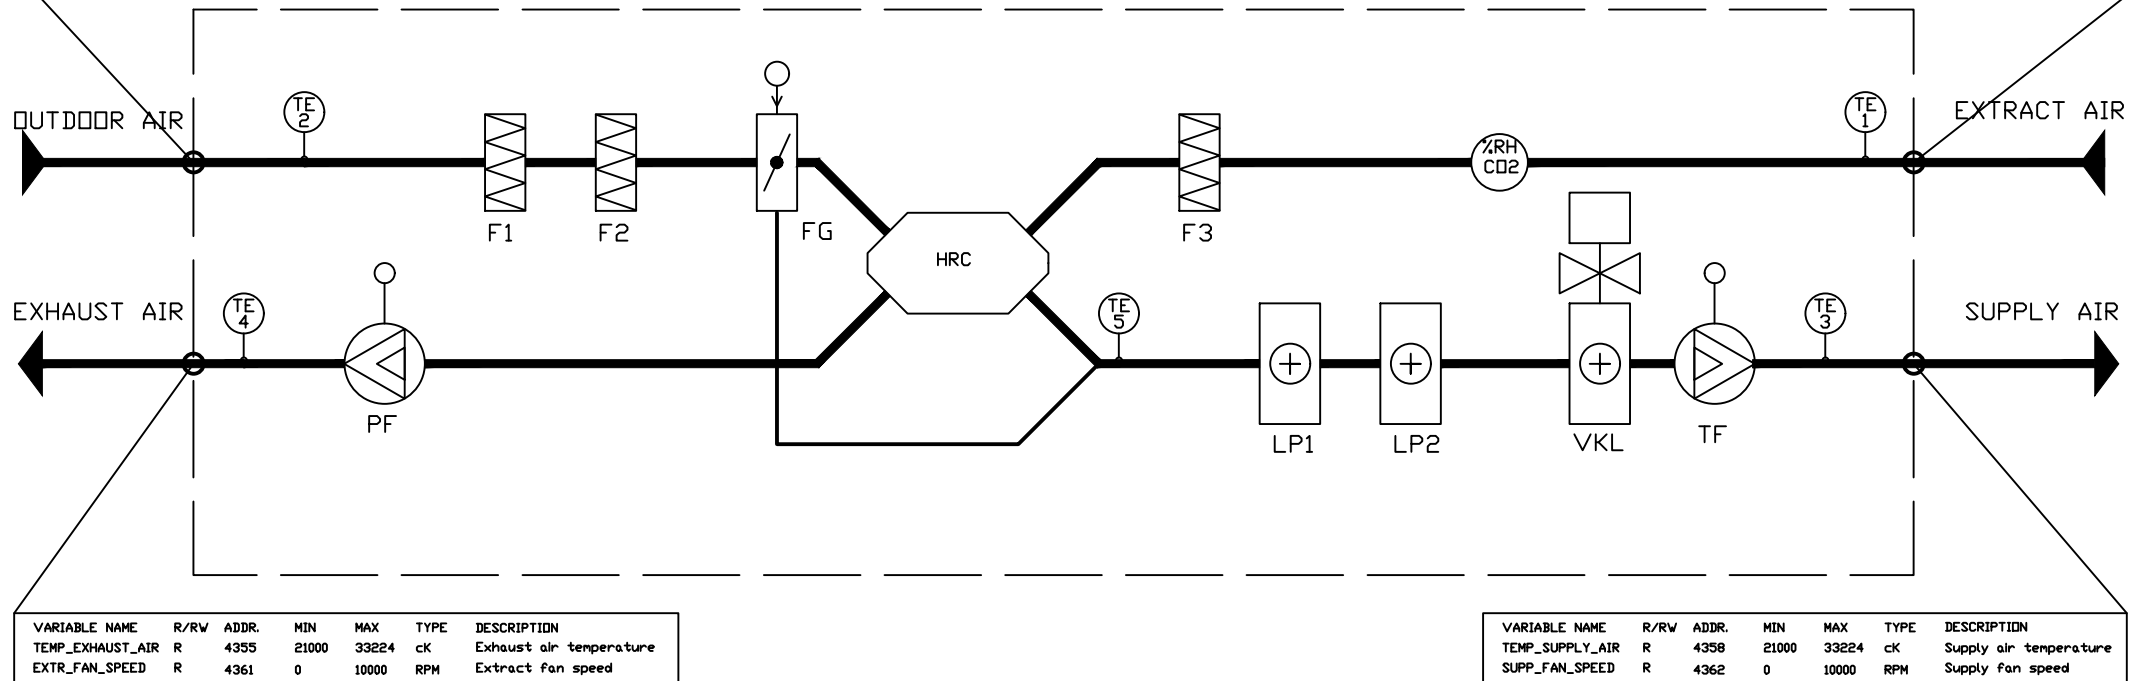 TE
2
TE
1
OUTDOOR AIR
EXTRACT AIR
%RH
CO2
F1
F2
FG
F3
HRC
EXHAUST AIR
TE
4
TE
5
TE
3
SUPPLY AIR
PF
LP1
LP2
VKL
TF
VARIABLE NAME R/RW ADDR. MIN MAX TYPE DESCRIPTION
TEMP_EXHAUST_AIR R 4355 21000 33224 cK Exhaust air temperature
EXTR_FAN_SPEED R 4361 0 10000 RPM Extract fan speed
VARIABLE NAME R/RW ADDR. MIN MAX TYPE DESCRIPTION
TEMP_SUPPLY_AIR R 4358 21000 33224 cK Supply air temperature
SUPP_FAN_SPEED R 4362 0 10000 RPM Supply fan speed